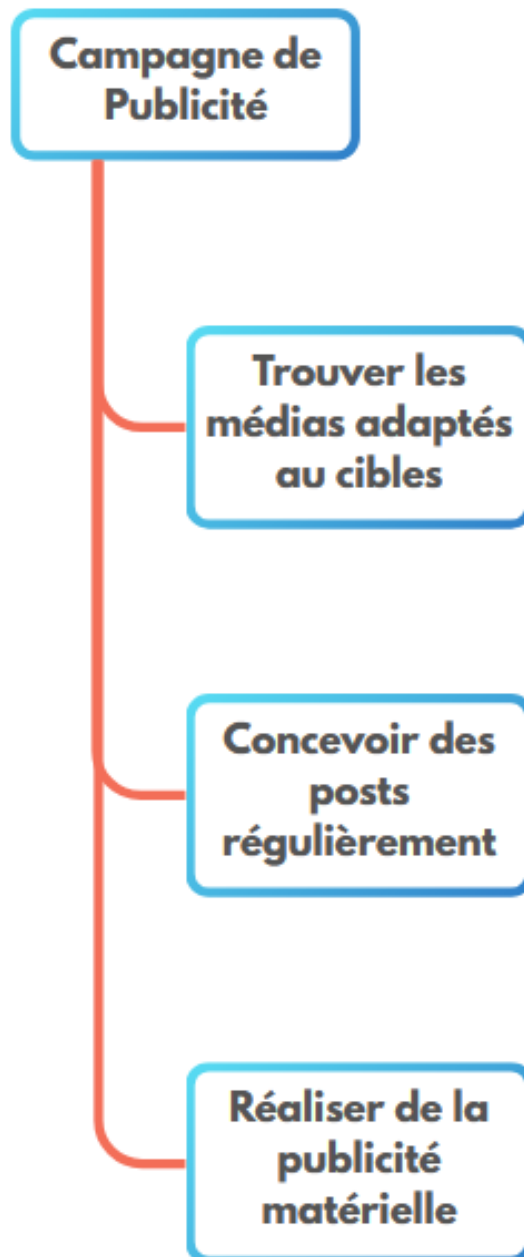 Campagne de
Publicité
Trouver les
médias adaptés
au cibles
Concevoir des
posts
régulièrement
Réaliser de la
publicité
matérielle